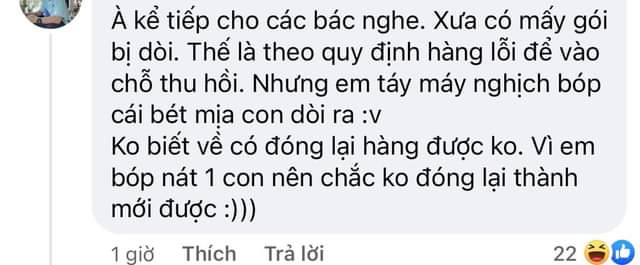 À kể tiếp cho các bác nghe. Xưa có mấy gói
bị dòi. Thế là theo quy định hàng lỗi để vào
chỗ thu hồi. Nhưng em táy máy nghịch bóp
cái bét mịa con dòi ra :v
Ko biết về có đóng lại hàng được ko. Vì em
bóp nát 1 con nên chắc ko đóng lại thành
mới được :)))
1 giờ Thích Trả lời 22